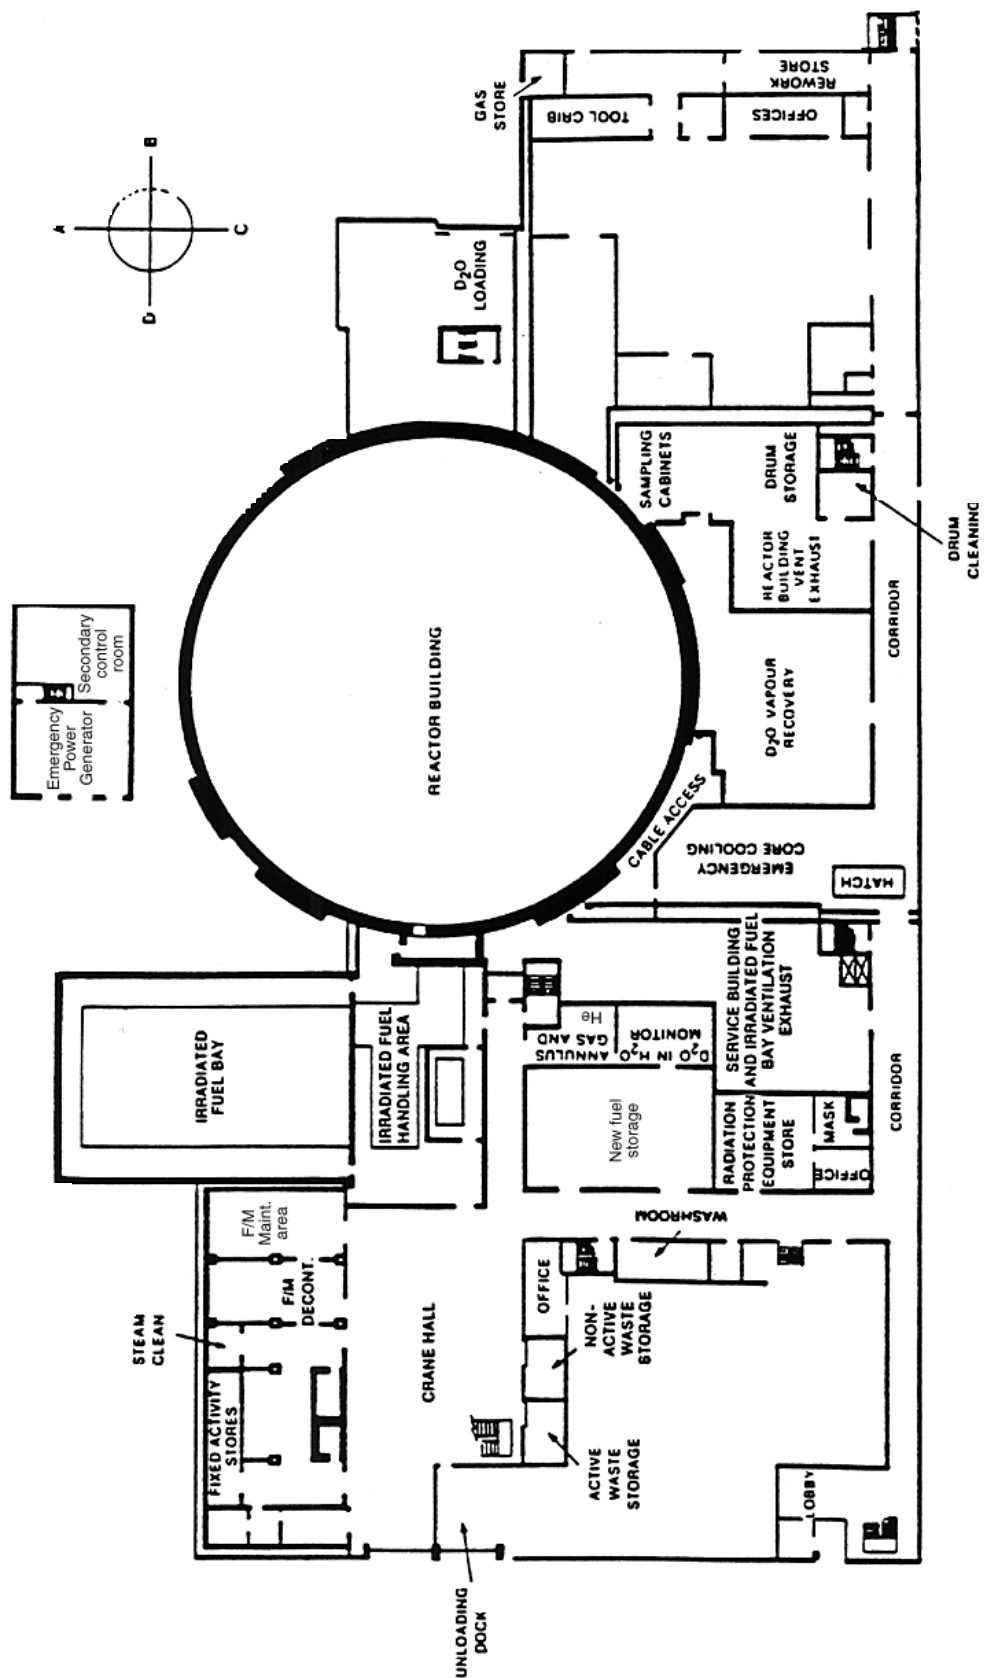 A
B
C
D
GAS
STORE
TOOL CRIB
OFFICES
REWORK
STORE
D₂O
LOADING
SAMPLING
CABINETS
DRUM
STORAGE
REACTOR
BUILDING
VENT
EXHAUST
DRUM
CLEANING
CORRIDOR
Emergency
Power
Generator
Secondary
control
room
REACTOR BUILDING
D₂O VAPOUR
RECOVERY
CABLE ACCESS
EMERGENCY
CORE COOLING
HATCH
IRRADIATED
FUEL BAY
IRRADIATED FUEL
HANDLING AREA
He
ANNULUS
GAS AND
D₂O IN H₂O
MONITOR
SERVICE BUILDING
AND IRRADIATED FUEL
BAY VENTILATION
EXHAUST
New fuel
storage
RADIATION
PROTECTION
EQUIPMENT
STORE
MASK
OFFICE
CORRIDOR
WASHROOM
F/M
Maint.
area
F/M
DECONT.
STEAM
CLEAN
FIXED ACTIVITY
STORES
CRANE HALL
OFFICE
NON-
ACTIVE WASTE
STORAGE
ACTIVE
WASTE
STORAGE
LOBBY
UNLOADING
DOCK